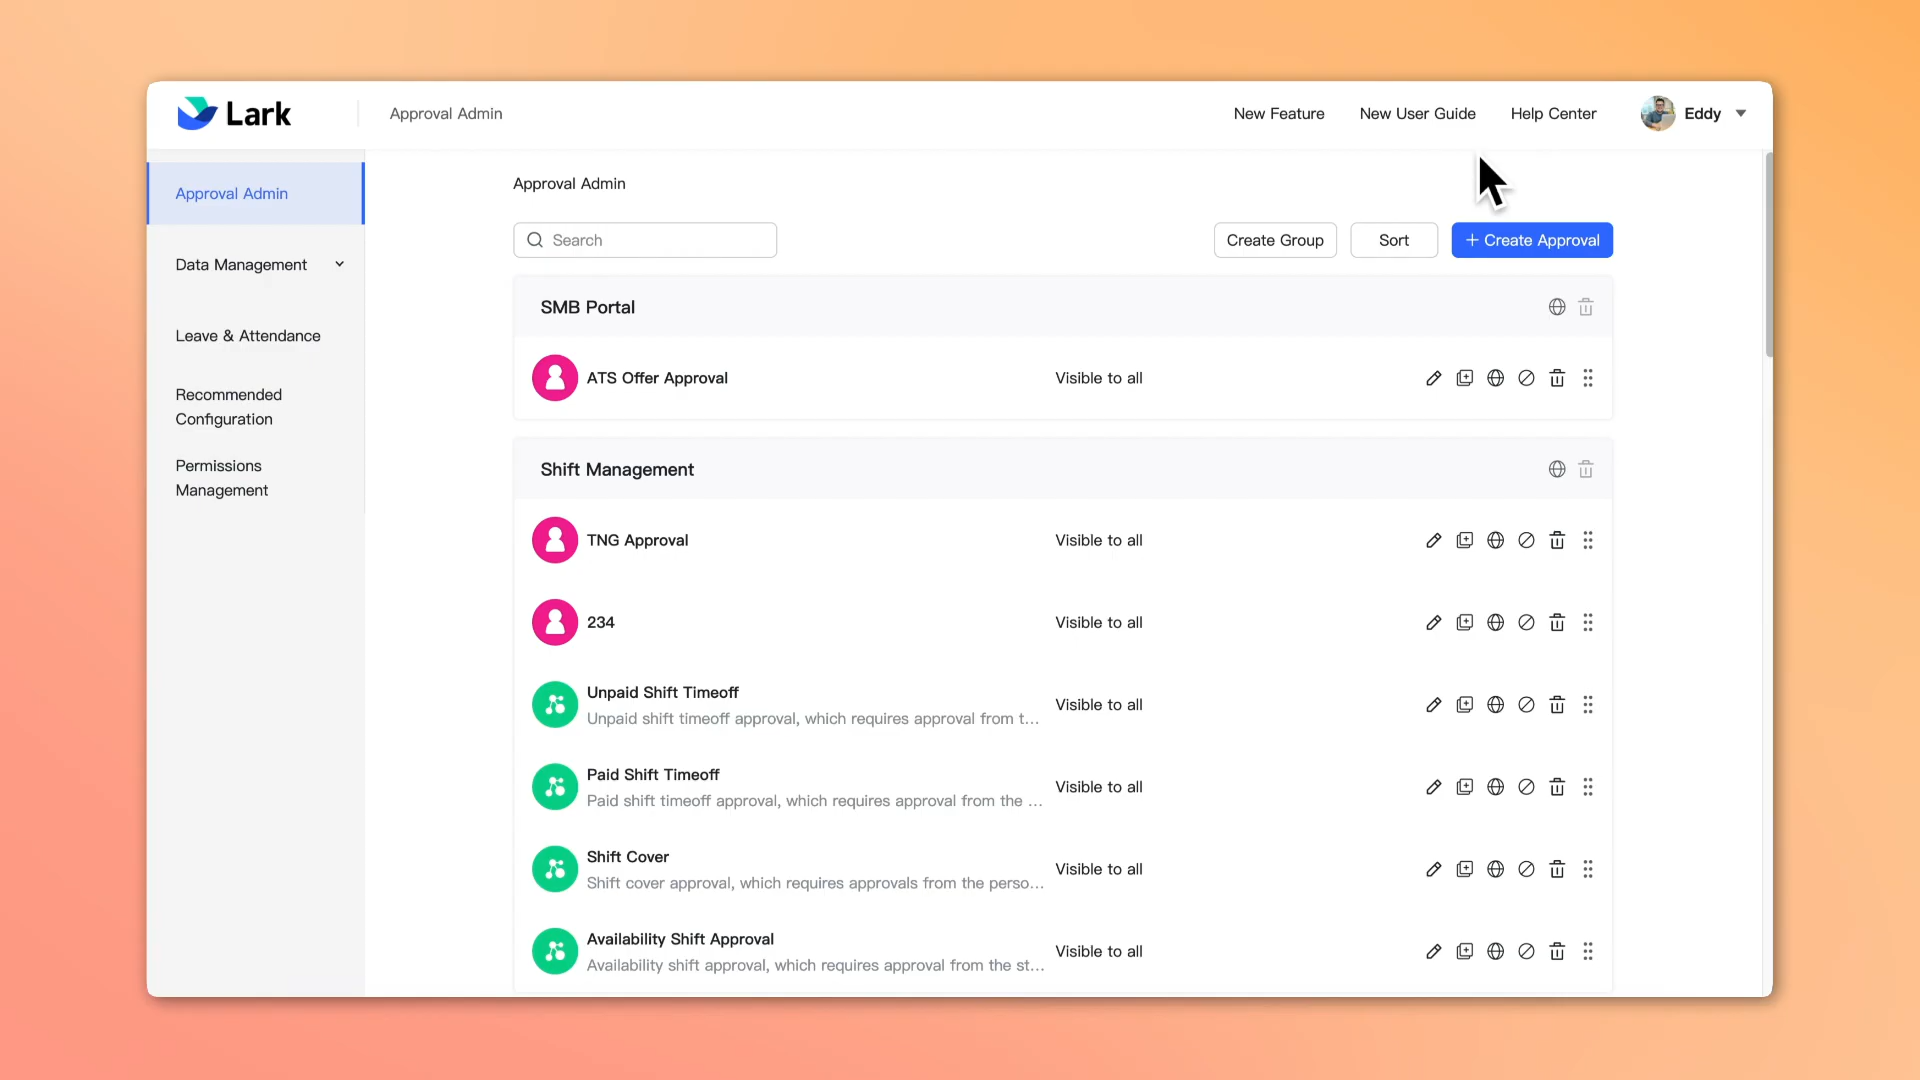 Lark
Approval Admin
New Feature
New User Guide
Help Center
Eddy
Approval Admin
Data Management
Leave & Attendance
Recommended
Configuration
Permissions
Management
Approval Admin
Search
Create Group
Sort
+ Create Approval
SMB Portal
ATS Offer Approval
Visible to all
Shift Management
TNG Approval
Visible to all
234
Visible to all
Unpaid Shift Timeoff
Unpaid shift timeoff approval, which requires approval from t...
Visible to all
Paid Shift Timeoff
Paid shift timeoff approval, which requires approval from the ...
Visible to all
Shift Cover
Shift cover approval, which requires approvals from the perso...
Visible to all
Availability Shift Approval
Availability shift approval, which requires approval from the st...
Visible to all